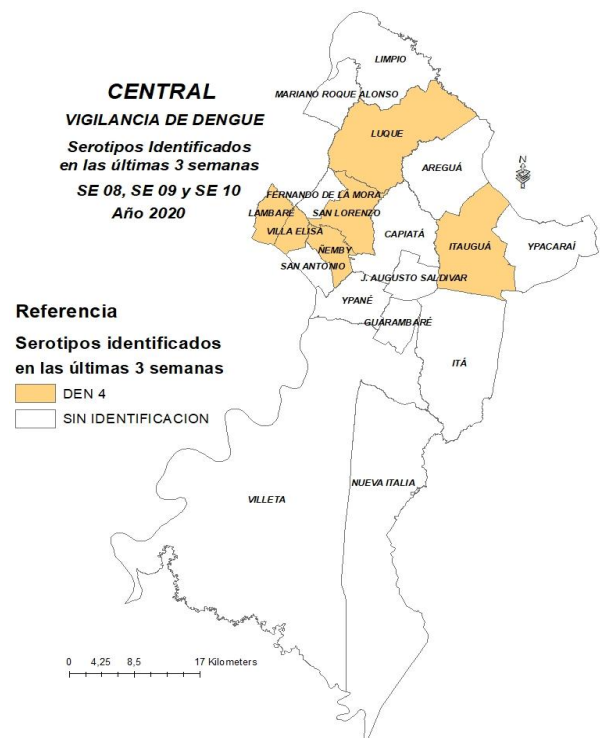 CENTRAL
VIGILANCIA DE DENGUE
Serotipos Identificados
en las últimas 3 semanas
SE 08, SE 09 y SE 10
Año 2020
LIMPIO
MARIANO ROQUE ALONSO
LUQUE
AREGUÁ
N
FERNANDO DE LA MORA
LAMBARÉ
SAN LORENZO
VILLA ELISA
CAPIATÁ
ITAUGUÁ
YPACARAÍ
ÑEMBY
SAN ANTONIO
J. AUGUSTO SALDIVAR
YPANÉ
GUARAMBARÉ
ITÁ
Referencia
Serotipos identificados
en las últimas 3 semanas
DEN 4
SIN IDENTIFICACION
VILLETA
NUEVA ITALIA
0 4,25 8,5 17 Kilometers